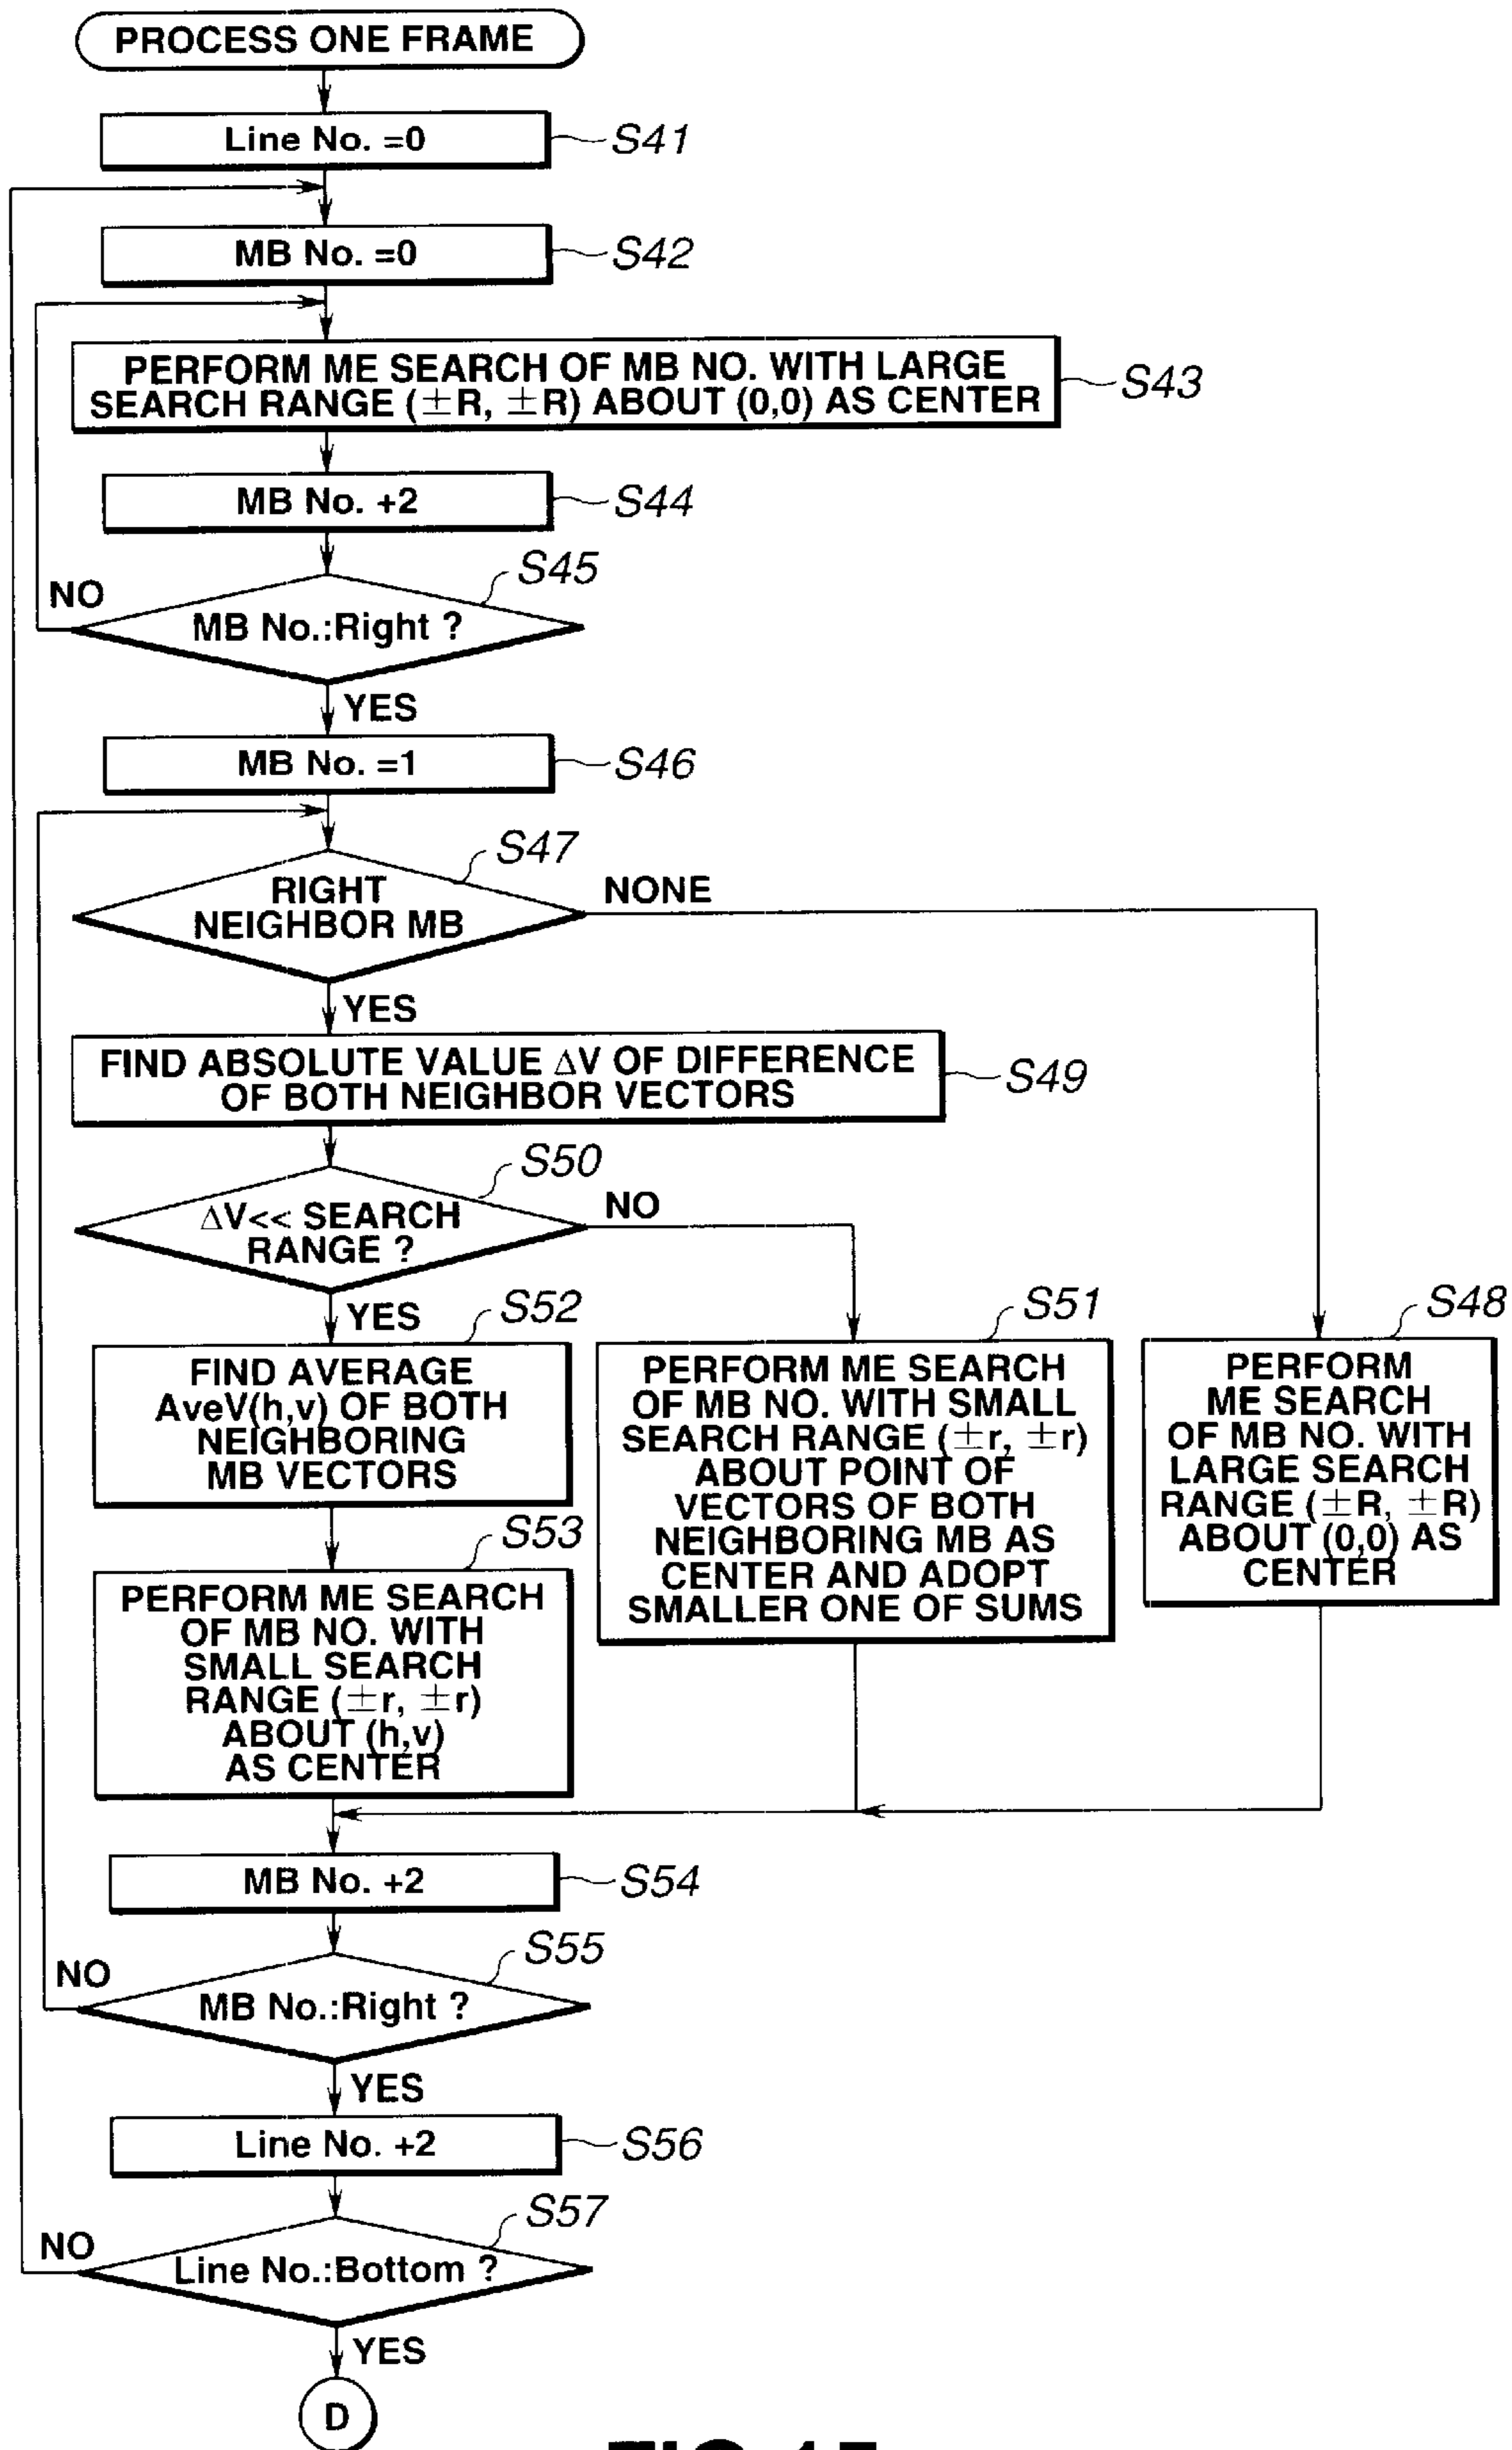 PROCESS ONE FRAME
Line No. =0
S41
MB No. =0
S42
PERFORM ME SEARCH OF MB NO. WITH LARGE
SEARCH RANGE (±R, ±R) ABOUT (0,0) AS CENTER
S43
MB No. +2
S44
S45
NO
MB No.:Right ?
YES
MB No. =1
S46
S47
RIGHT
NEIGHBOR MB
NONE
YES
FIND ABSOLUTE VALUE ΔV OF DIFFERENCE
OF BOTH NEIGHBOR VECTORS
S49
S50
ΔV<< SEARCH
RANGE ?
NO
YES
S52
FIND AVERAGE
AveV(h,v) OF BOTH
NEIGHBORING
MB VECTORS
S51
PERFORM ME SEARCH
OF MB NO. WITH SMALL
SEARCH RANGE (±r, ±r)
ABOUT POINT OF
VECTORS OF BOTH
NEIGHBORING MB AS
CENTER AND ADOPT
SMALLER ONE OF SUMS
S48
PERFORM
ME SEARCH
OF MB NO. WITH
LARGE SEARCH
RANGE (±R, ±R)
ABOUT (0,0) AS
CENTER
S53
PERFORM ME SEARCH
OF MB NO. WITH
SMALL SEARCH
RANGE (±r, ±r)
ABOUT (h,v)
AS CENTER
MB No. +2
S54
S55
NO
MB No.:Right ?
YES
Line No. +2
S56
S57
NO
Line No.:Bottom ?
YES
D